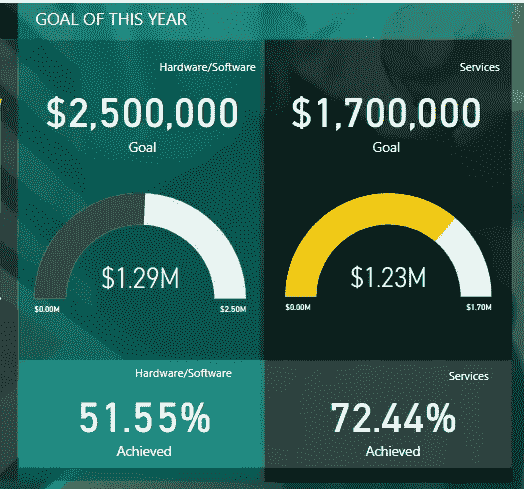 GOAL OF THIS YEAR
Hardware/Software
$2,500,000
Goal
$1.29M
$0.00M
$2.50M
Hardware/Software
51.55%
Achieved
Services
$1,700,000
Goal
$1.23M
$0.00M
$1.70M
Services
72.44%
Achieved